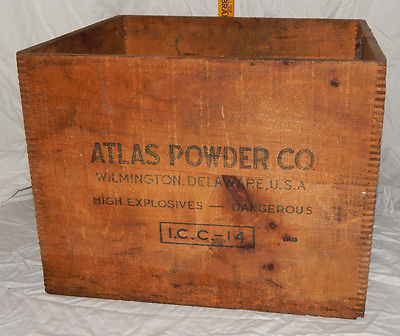 ATLAS POWDER CO
WILMINGTON, DELAWARE, U.S.A
HIGH EXPLOSIVES — DANGEROUS
I.C.C-14